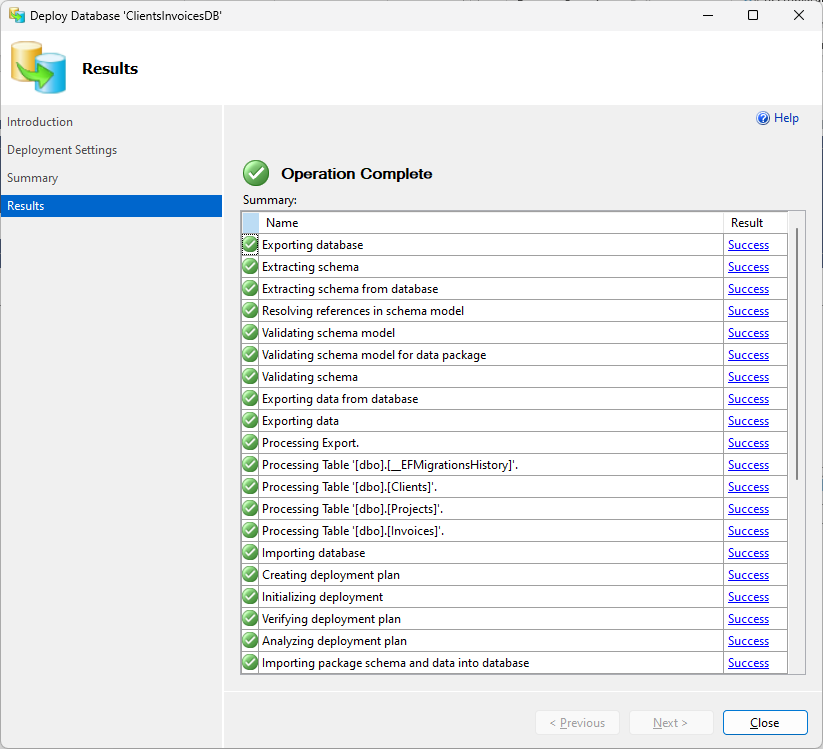 Deploy Database 'ClientsInvoicesDB'
Results
Introduction
Deployment Settings
Summary
Results
Help
Operation Complete
Summary:
Name Result
Exporting database Success
Extracting schema Success
Extracting schema from database Success
Resolving references in schema model Success
Validating schema model Success
Validating schema model for data package Success
Validating schema Success
Exporting data from database Success
Exporting data Success
Processing Export. Success
Processing Table '[dbo].[__EFMigrationsHistory]'. Success
Processing Table '[dbo].[Clients]'. Success
Processing Table '[dbo].[Projects]'. Success
Processing Table '[dbo].[Invoices]'. Success
Importing database Success
Creating deployment plan Success
Initializing deployment Success
Verifying deployment plan Success
Analyzing deployment plan Success
Importing package schema and data into database Success
< Previous Next > Close